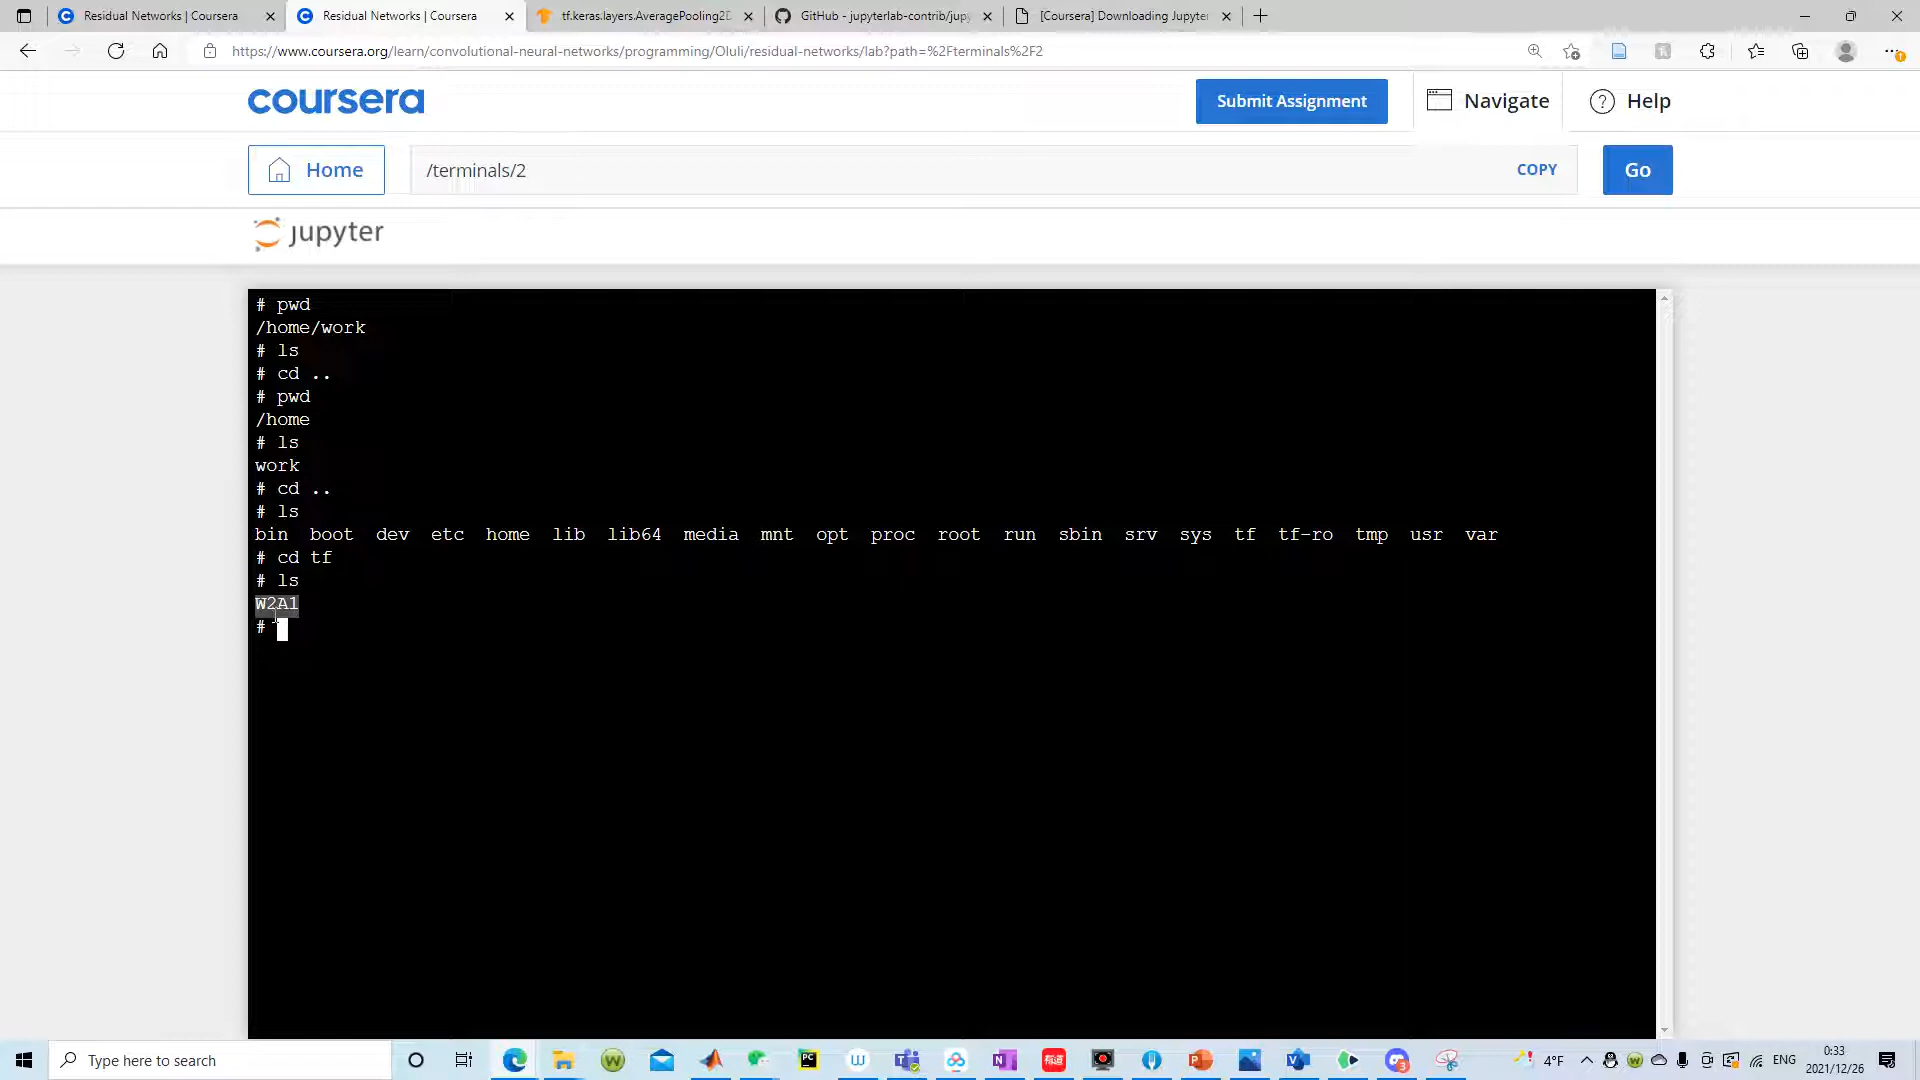 Residual Networks | Coursera
Residual Networks | Coursera
tf.keras.layers.AveragePooling2D
GitHub - jupyterlab-contrib/jupy
[Coursera] Downloading Jupyter
https://www.coursera.org/learn/convolutional-neural-networks/programming/Oluli/residual-networks/lab?path=%2Fterminals%2F2
coursera
Submit Assignment
Navigate
Help
Home
/terminals/2
COPY
Go
jupyter
# pwd
/home/work
# ls
# cd ..
# pwd
/home
# ls
work
# cd ..
# ls
bin boot dev etc home lib lib64 media mnt opt proc root run sbin srv sys tf tf-ro tmp usr var
# cd tf
# ls
W2A1
#
Type here to search
4°F
ENG
0:33
2021/12/26